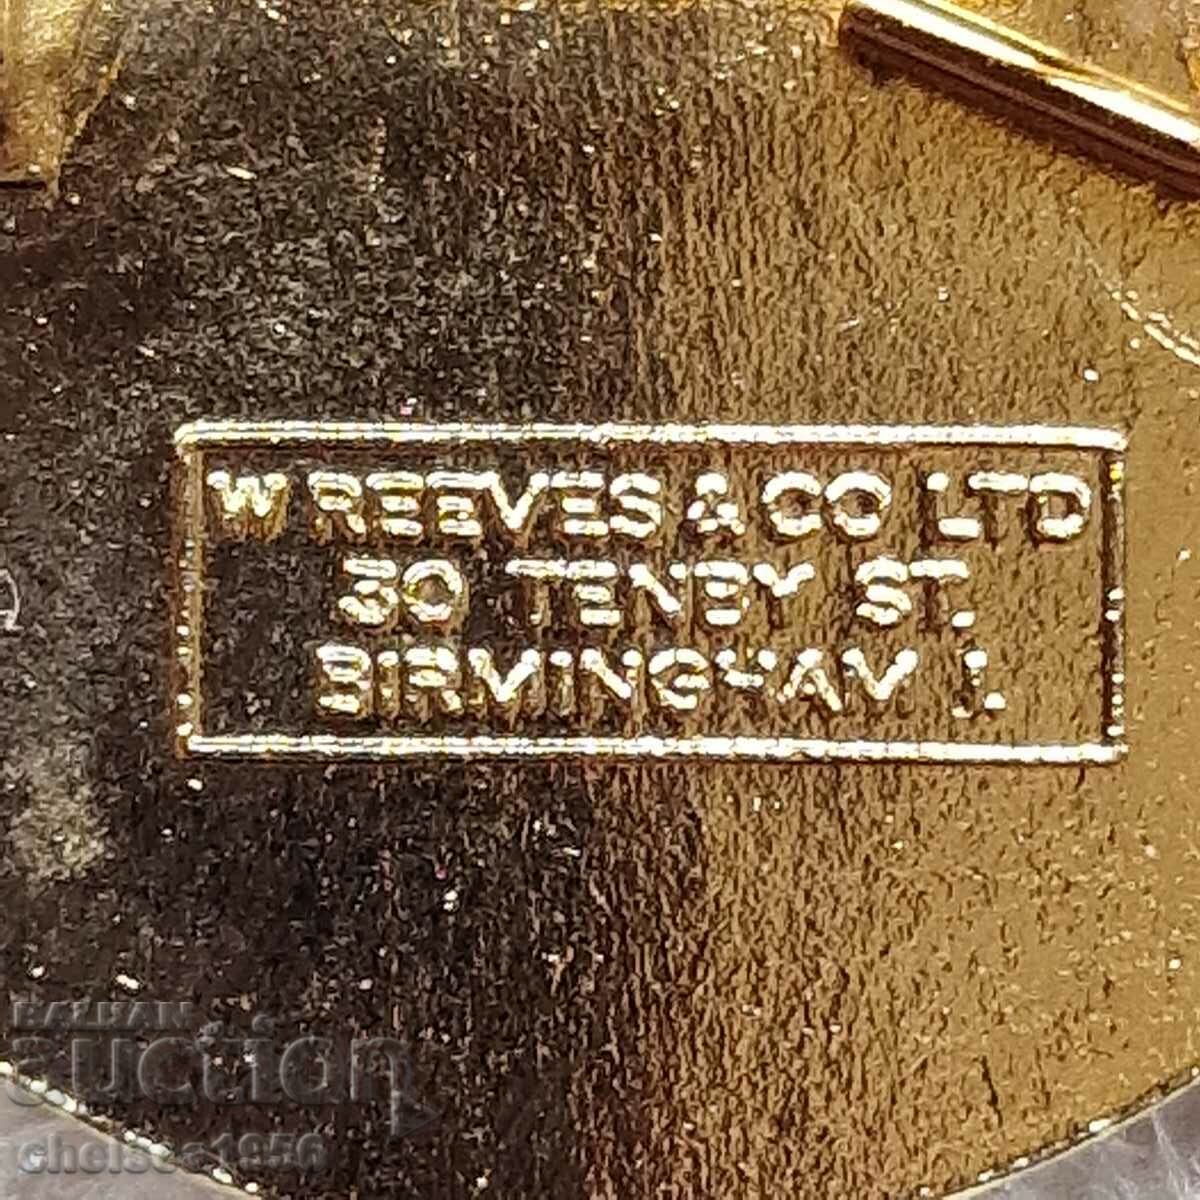 W REEVES & CO LTD
30 TENBY ST.
BIRMINGHAM 1.
BALKAN
auction
chelsea1956